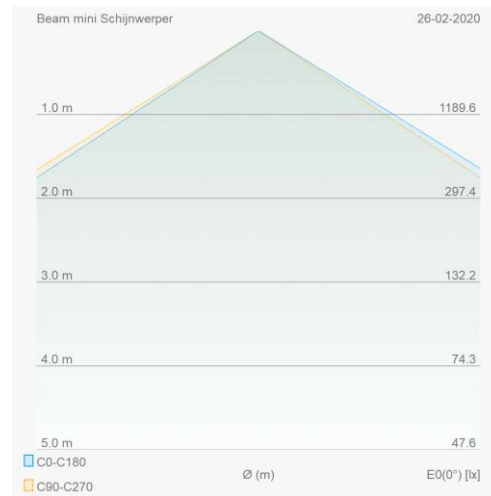 Beam mini Schijnwerper 26-02-2020
1.0 m 1189.6
2.0 m 297.4
3.0 m 132.2
4.0 m 74.3
5.0 m 47.6
C0-C180
Ø (m) E0(0°) [lx]
C90-C270